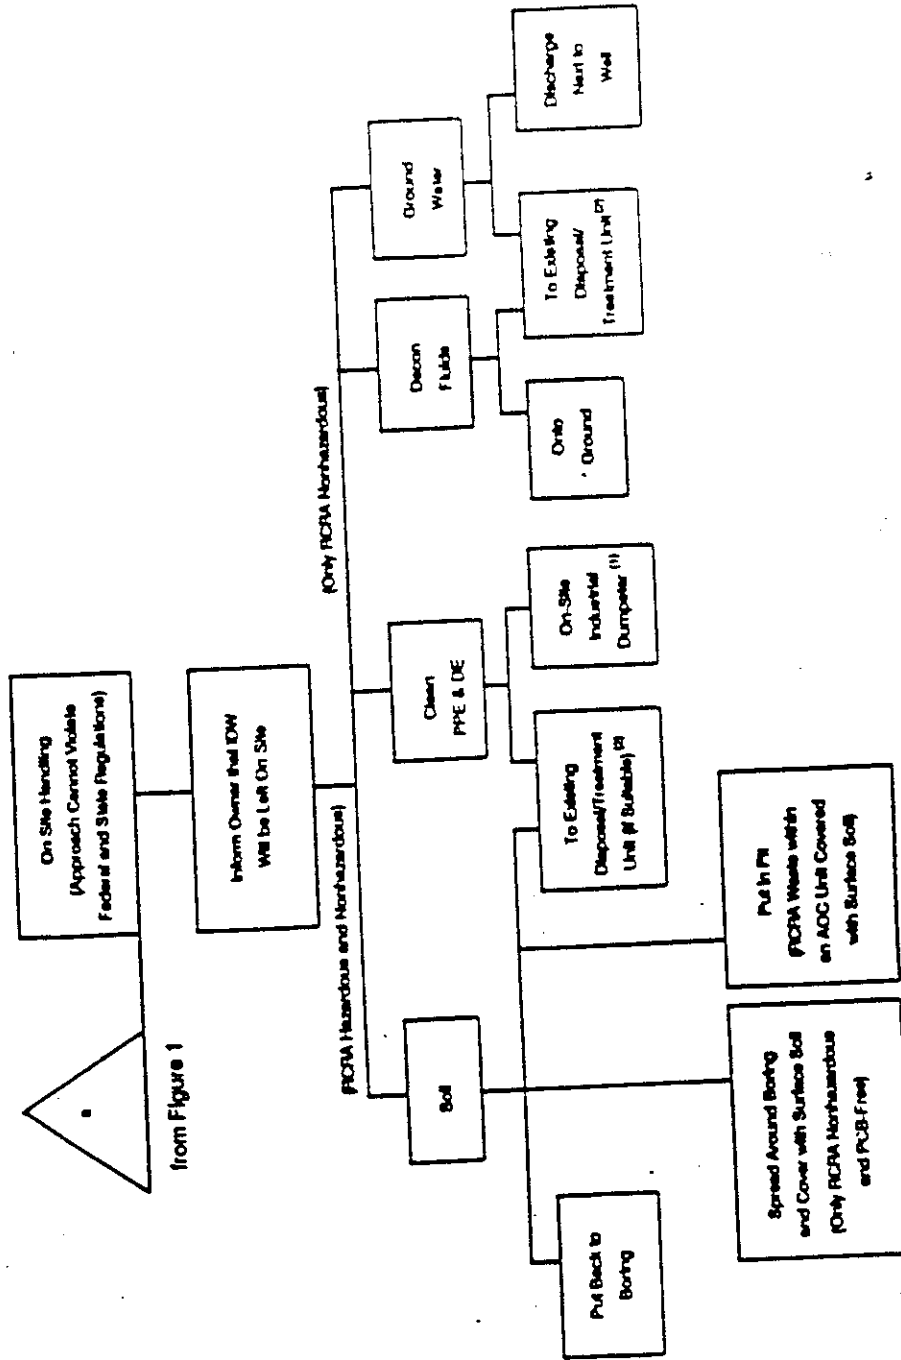 from Figure 1
On Site Handling
(Approach Cannot Violate
Federal and State Regulations)
Inform Owner that IDW
Will be Left On Site
(RCRA Hazardous and Nonhazardous)
(Only RCRA Nonhazardous)
Soil
Clean
PPE & DE
Decon
Fluids
Ground
Water
Put Back to
Boring
Spread Around Boring
and Cover with Surface Soil
(Only RCRA Nonhazardous
and PCB-Free)
Put in Pit
(RCRA Waste within
an AOC Unit Covered
with Surface Soil)
To Existing
Disposal/Treatment
Unit (if Suitable) (2)
On-Site
Industrial
Dumpster (1)
Onto
Ground
To Existing
Disposal/
Treatment Unit (2)
Discharge
Next to
Well